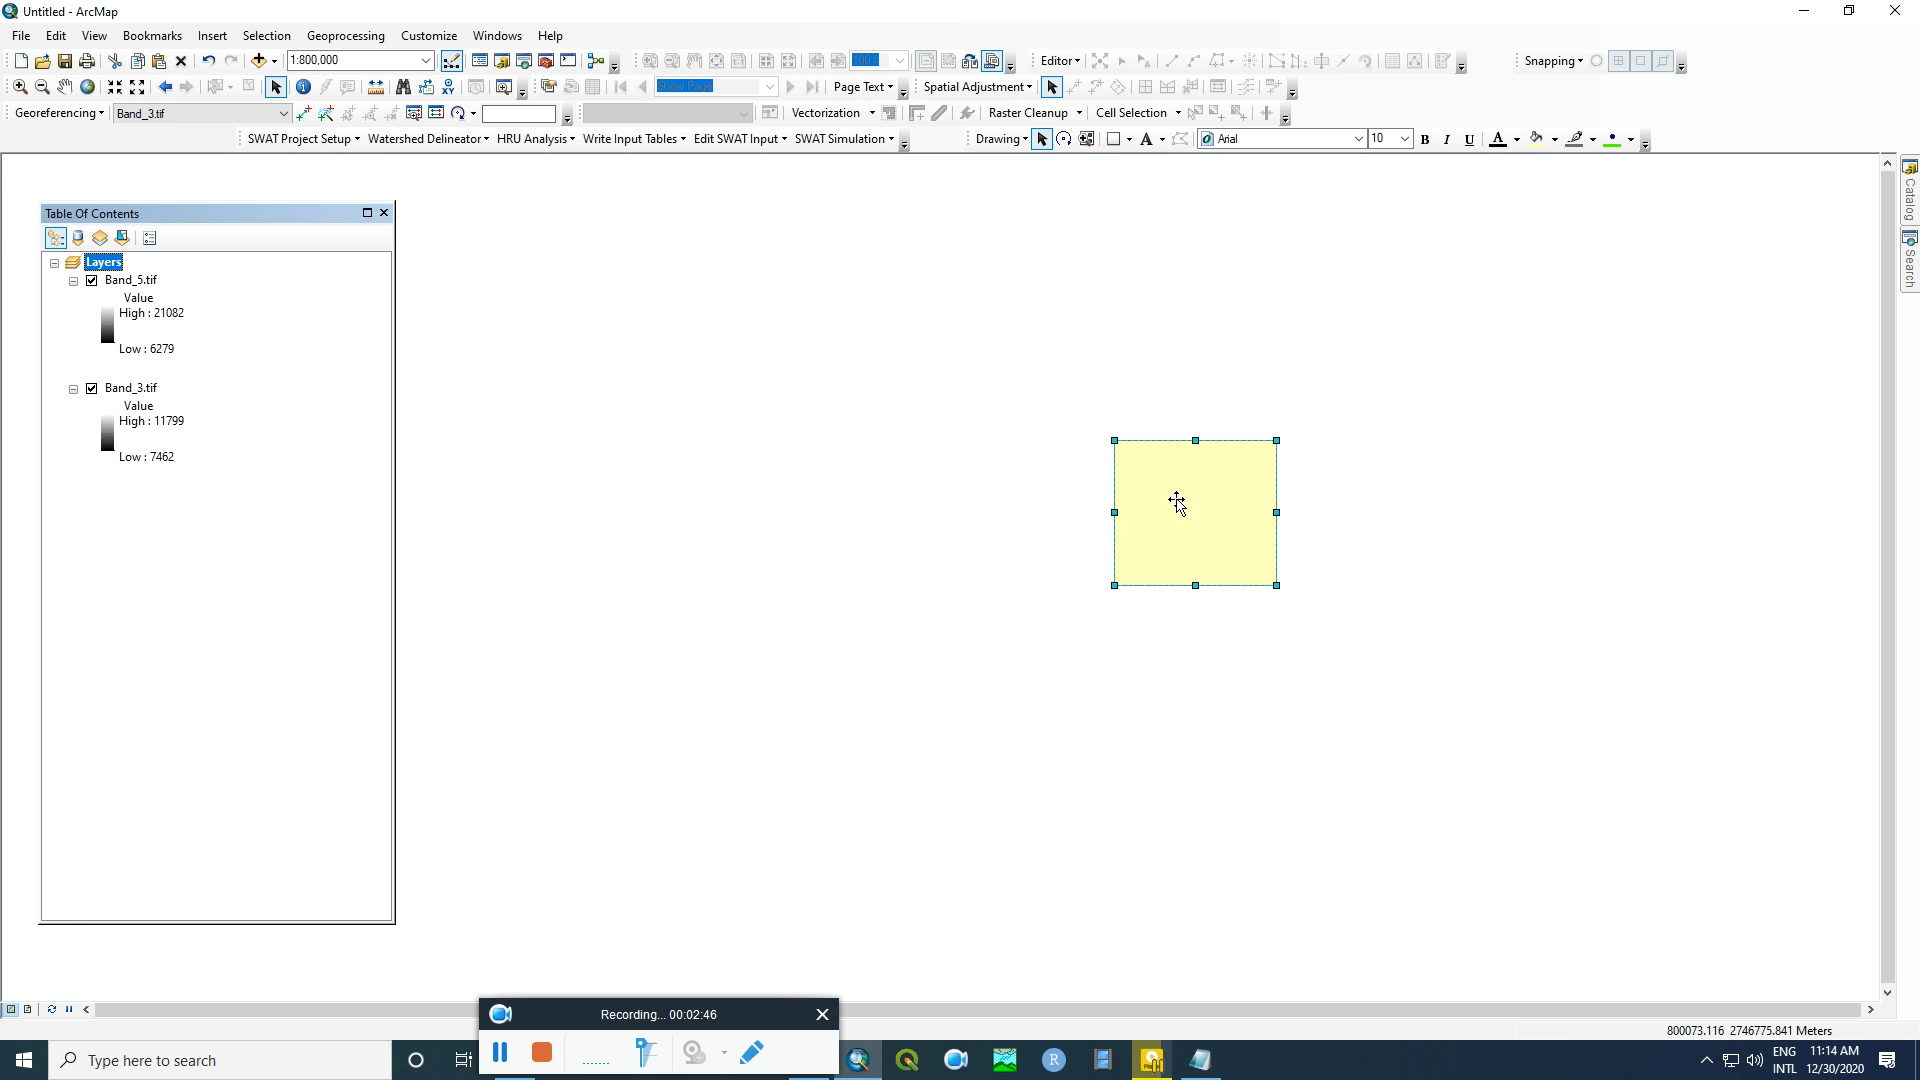 Untitled - ArcMap
File Edit View Bookmarks Insert Selection Geoprocessing Customize Windows Help
1:800,000 100% Editor Snapping
Show Page Page Text Spatial Adjustment
Georeferencing Band_3.tif Vectorization Raster Cleanup Cell Selection
SWAT Project Setup Watershed Delineator HRU Analysis Write Input Tables Edit SWAT Input SWAT Simulation Drawing Arial 10 B I U A
Catalog
Search
Table Of Contents
Layers
Band_5.tif
Value
High : 21082
Low : 6279
Band_3.tif
Value
High : 11799
Low : 7462
Recording... 00:02:46
800073.116 2746775.841 Meters
Type here to search
ENG
INTL
11:14 AM
12/30/2020